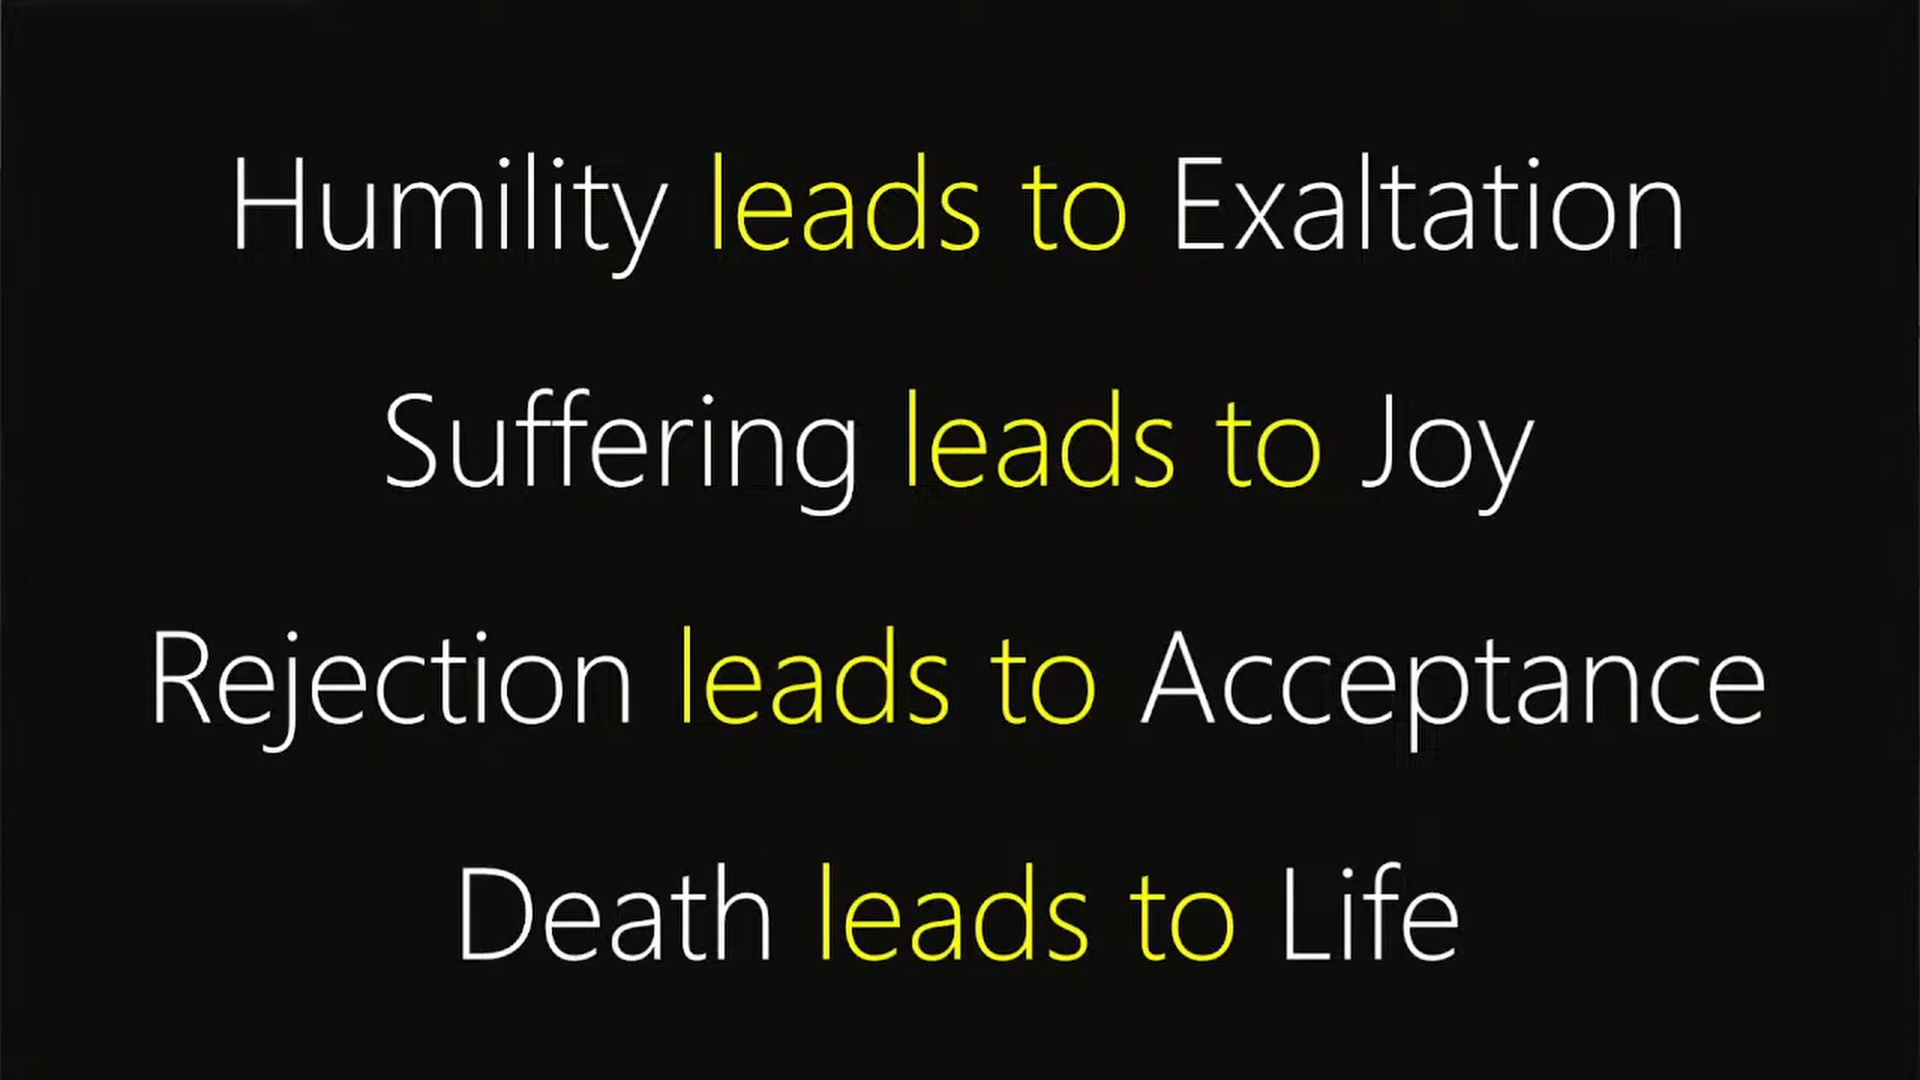 Humility leads to Exaltation
Suffering leads to Joy
Rejection leads to Acceptance
Death leads to Life